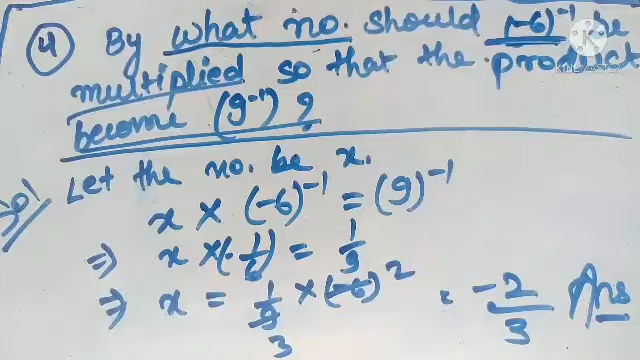 (4) By what no. should (-6)⁻¹ be
multiplied so that the product
become (9⁻¹) ?
Sol
Let the no. be x.
x × (-6)⁻¹ = (9)⁻¹
⇒ x × (-1/6) = 1/9
⇒ x = 1/9 × (-6) 2 = -2/3 Ans
3